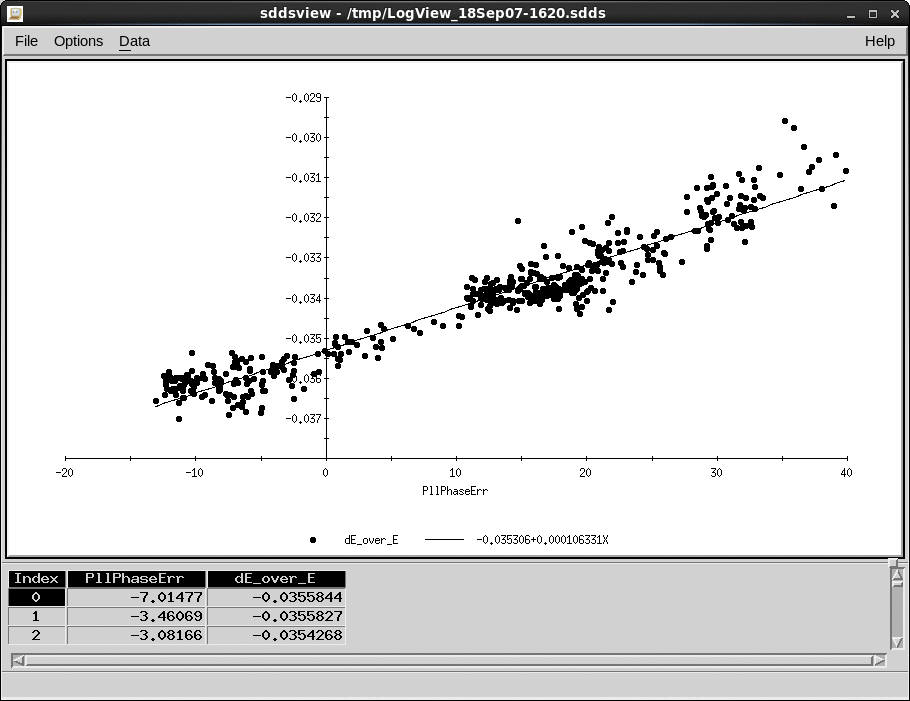 sddsview - /tmp/LogView_18Sep07-1620.sdds
File Options Data Help
-0.029
-0.030
-0.031
-0.032
-0.033
-0.034
-0.035
-0.036
-0.037
-20 -10 0 10 20 30 40
PllPhaseErr
dE_over_E -0.035306+0.000106331X
Index PllPhaseErr dE_over_E
0 -7.01477 -0.0355844
1 -3.46069 -0.0355827
2 -3.08166 -0.0354268